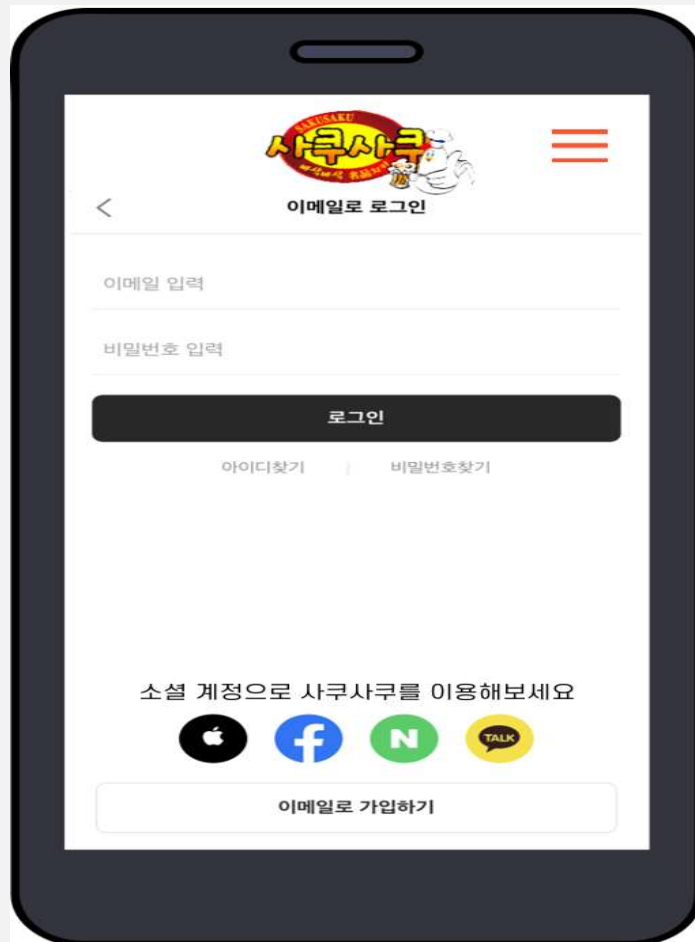 SAKUSAKU
사쿠사쿠
이메일로 로그인
이메일 입력
비밀번호 입력
로그인
아이디찾기 | 비밀번호찾기
소셜 계정으로 사쿠사쿠를 이용해보세요
N TALK
이메일로 가입하기